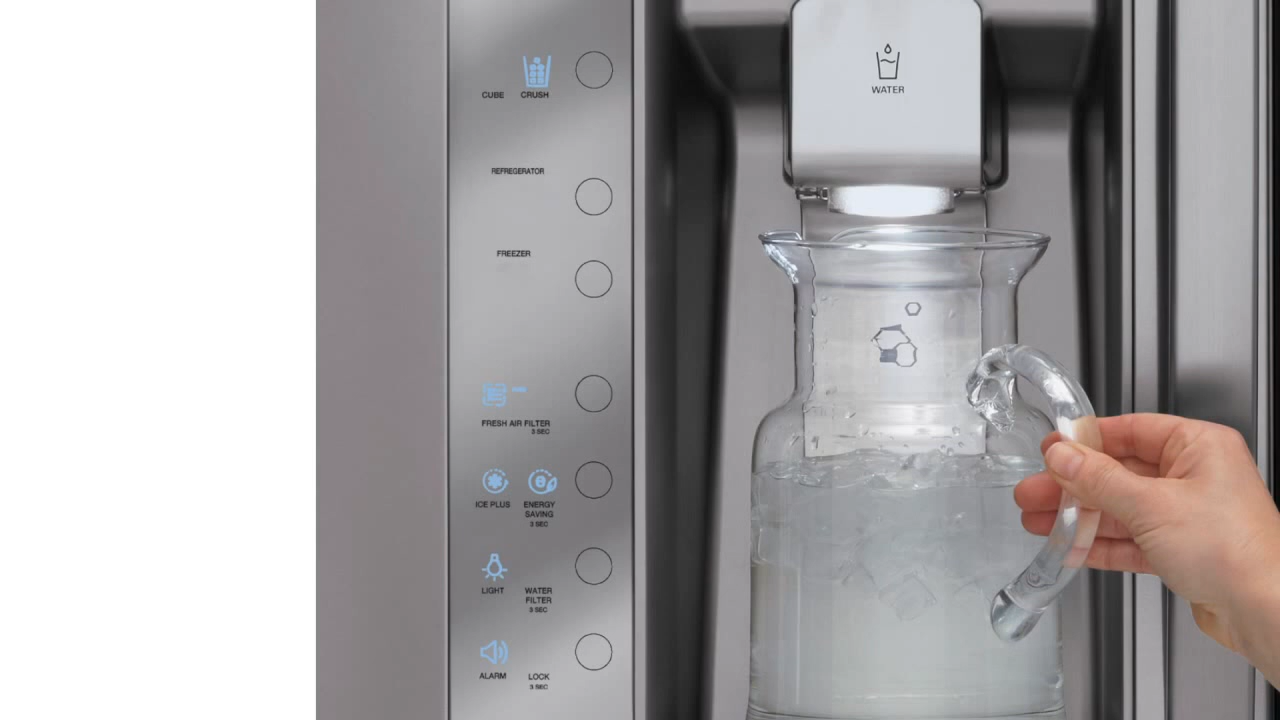 CUBE CRUSH
WATER
REFREGERATOR
FREEZER
FRESH AIR FILTER
3 SEC
ICE PLUS ENERGY
SAVING
3 SEC
LIGHT WATER
FILTER
3 SEC
ALARM LOCK
3 SEC